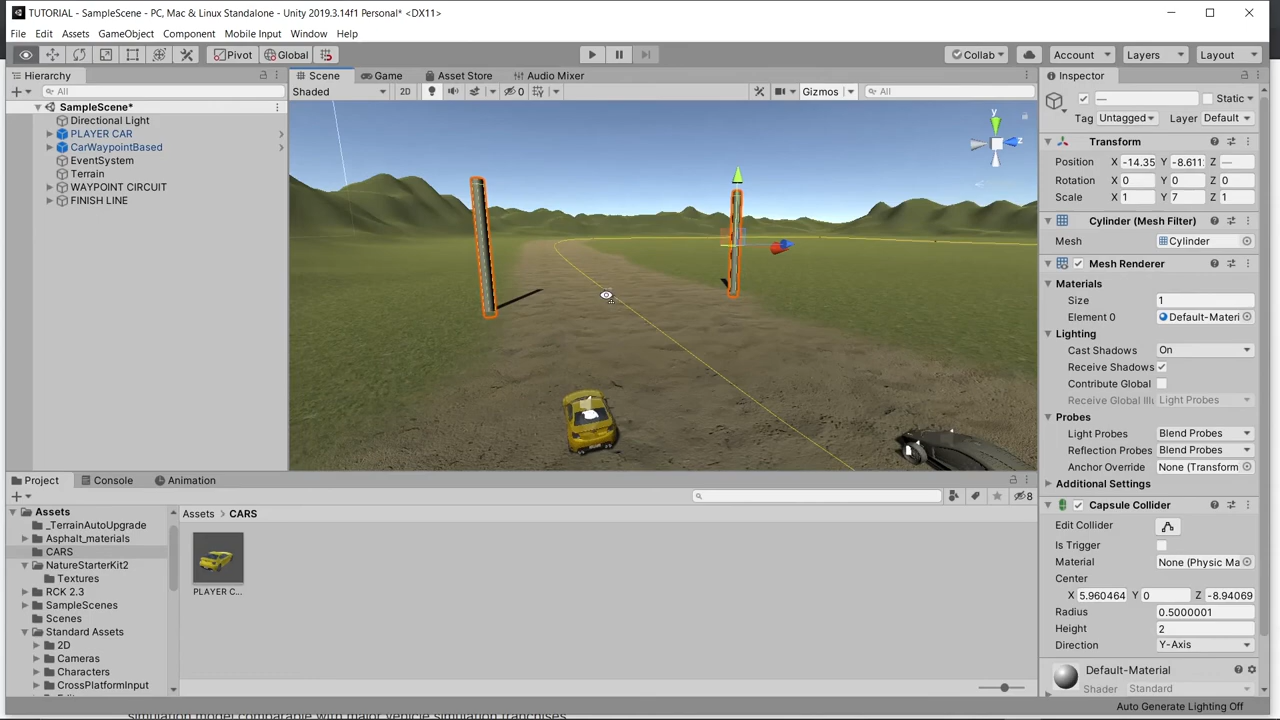 TUTORIAL - SampleScene - PC, Mac & Linux Standalone - Unity 2019.3.14f1 Personal* <DX11>
File Edit Assets GameObject Component Mobile Input Window Help
Pivot Global Collab Account Layers Layout
Hierarchy
All
SampleScene*
Directional Light
PLAYER CAR
CarWaypointBased
EventSystem
Terrain
WAYPOINT CIRCUIT
FINISH LINE
Scene Game Asset Store Audio Mixer
Shaded 2D 0 Gizmos All
y
z
Inspector
— Static
Tag Untagged Layer Default
Transform
Position X -14.35 Y -8.611 Z —
Rotation X 0 Y 0 Z 0
Scale X 1 Y 7 Z 1
Cylinder (Mesh Filter)
Mesh Cylinder
Mesh Renderer
Materials
Size 1
Element 0 Default-Materi
Lighting
Cast Shadows On
Receive Shadows
Contribute Global
Receive Global Illu Light Probes
Probes
Light Probes Blend Probes
Reflection Probes Blend Probes
Anchor Override None (Transform
Additional Settings
Capsule Collider
Edit Collider
Is Trigger
Material None (Physic Ma
Center
X 5.960464 Y 0 Z -8.94069
Radius 0.5000001
Height 2
Direction Y-Axis
Default-Material
Shader Standard
Project Console Animation
8
Assets
_TerrainAutoUpgrade
Asphalt_materials
CARS
NatureStarterKit2
Textures
RCK 2.3
SampleScenes
Scenes
Standard Assets
2D
Cameras
Characters
CrossPlatformInput
Assets > CARS
PLAYER C...
Auto Generate Lighting Off
simulation model comparable with major vehicle simulation franchises